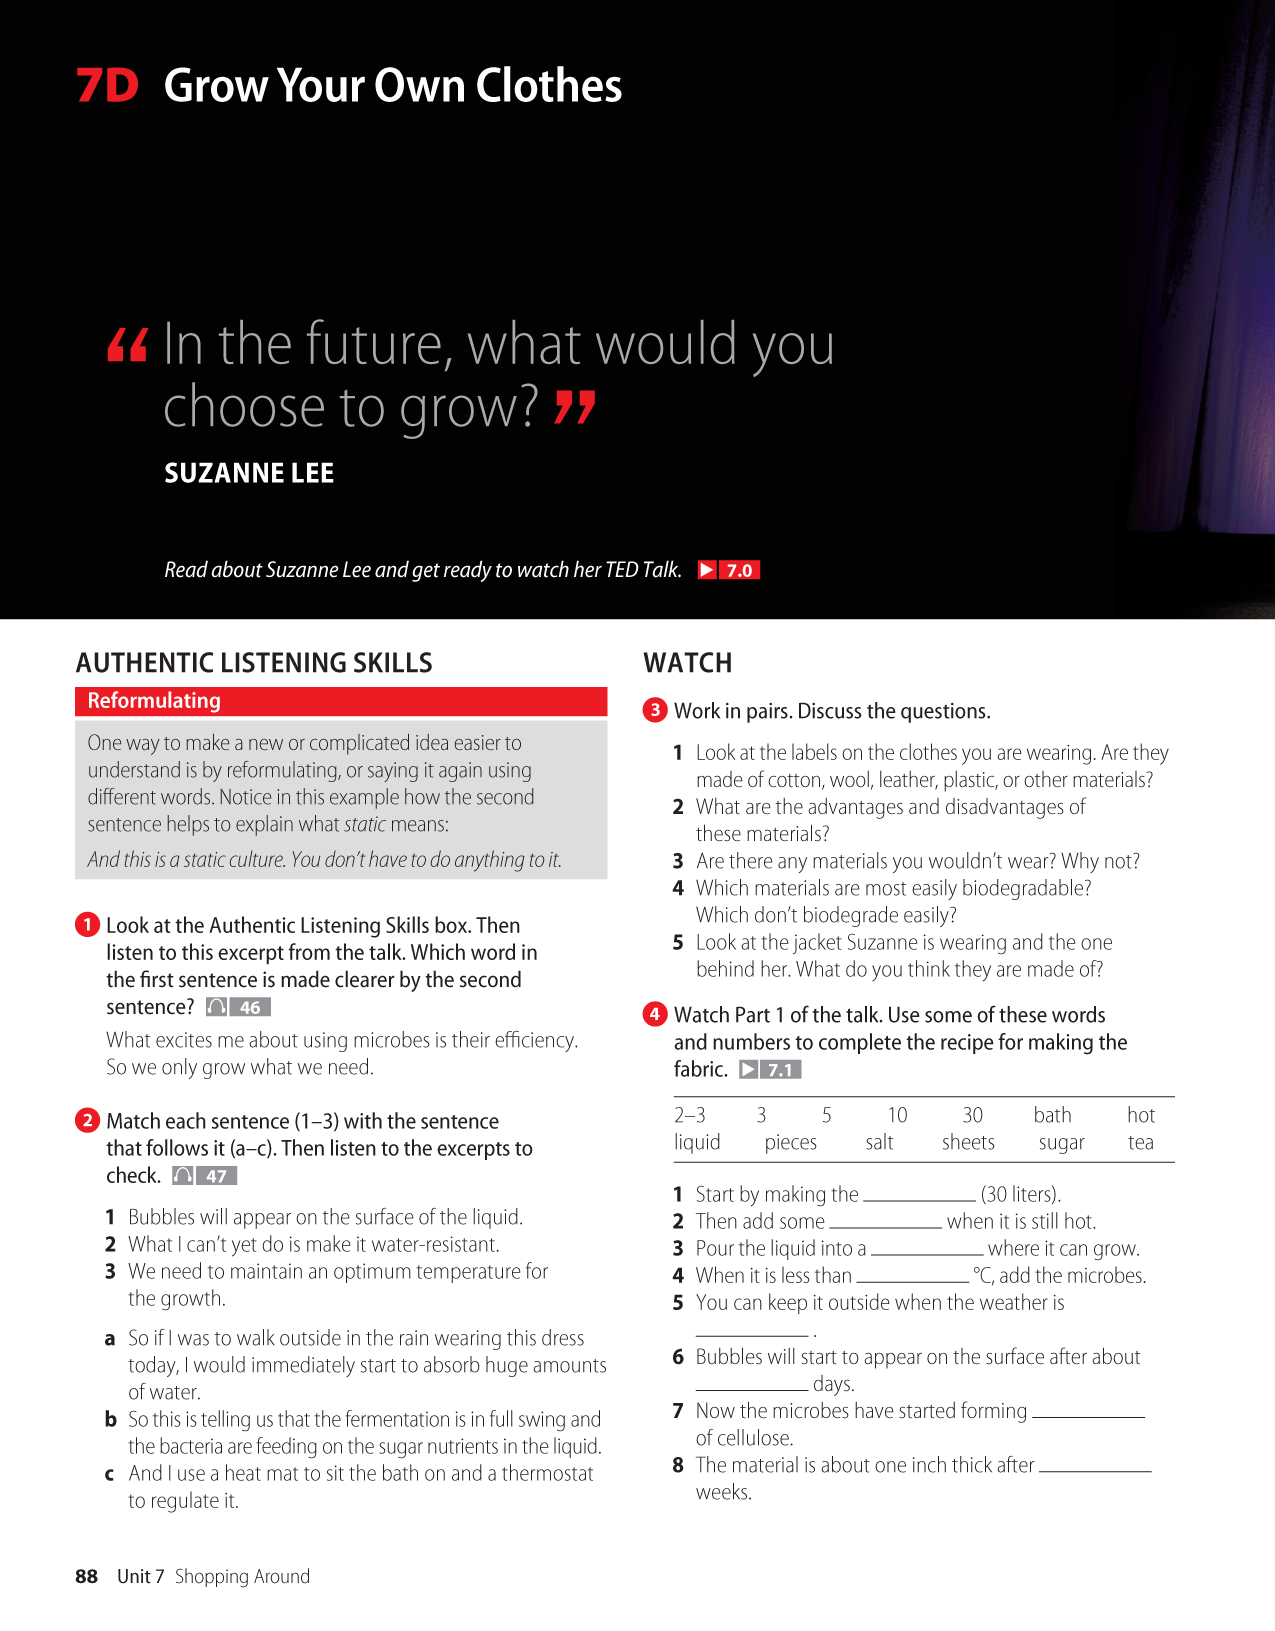 7D Grow Your Own Clothes
“ In the future, what would you
choose to grow? ”
SUZANNE LEE
Read about Suzanne Lee and get ready to watch her TED Talk. 7.0
AUTHENTIC LISTENING SKILLS
Reformulating
One way to make a new or complicated idea easier to
understand is by reformulating, or saying it again using
different words. Notice in this example how the second
sentence helps to explain what static means:
And this is a static culture. You don’t have to do anything to it.
1 Look at the Authentic Listening Skills box. Then
listen to this excerpt from the talk. Which word in
the first sentence is made clearer by the second
sentence? 46
What excites me about using microbes is their efficiency.
So we only grow what we need.
2 Match each sentence (1–3) with the sentence
that follows it (a–c). Then listen to the excerpts to
check. 47
1 Bubbles will appear on the surface of the liquid.
2 What I can’t yet do is make it water-resistant.
3 We need to maintain an optimum temperature for
the growth.
a So if I was to walk outside in the rain wearing this dress
today, I would immediately start to absorb huge amounts
of water.
b So this is telling us that the fermentation is in full swing and
the bacteria are feeding on the sugar nutrients in the liquid.
c And I use a heat mat to sit the bath on and a thermostat
to regulate it.
WATCH
3 Work in pairs. Discuss the questions.
1 Look at the labels on the clothes you are wearing. Are they
made of cotton, wool, leather, plastic, or other materials?
2 What are the advantages and disadvantages of
these materials?
3 Are there any materials you wouldn’t wear? Why not?
4 Which materials are most easily biodegradable?
Which don’t biodegrade easily?
5 Look at the jacket Suzanne is wearing and the one
behind her. What do you think they are made of?
4 Watch Part 1 of the talk. Use some of these words
and numbers to complete the recipe for making the
fabric. 7.1
2–3 3 5 10 30 bath hot
liquid pieces salt sheets sugar tea
1 Start by making the ____________ (30 liters).
2 Then add some ____________ when it is still hot.
3 Pour the liquid into a ____________ where it can grow.
4 When it is less than ____________ °C, add the microbes.
5 You can keep it outside when the weather is
____________ .
6 Bubbles will start to appear on the surface after about
____________ days.
7 Now the microbes have started forming ____________
of cellulose.
8 The material is about one inch thick after ____________
weeks.
88 Unit 7 Shopping Around